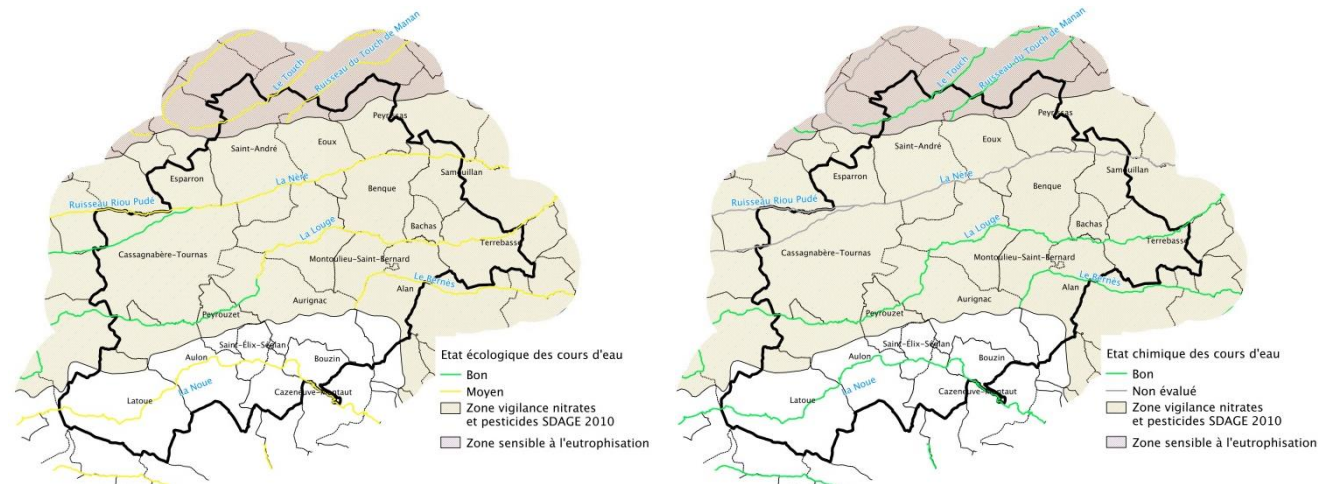 Le Touch
Ruisseau du Touch de Manan
Peyrissas
Saint-André
Eoux
Esparron
Samouillan
La Nère
Benque
Ruisseau Riou Pudé
Bachas
La Louge
Terrebasse
Cassagnabère-Tournas
Montoulieu-Saint-Bernard
Le Bernès
Alan
Aurignac
Peyrouzet
Saint-Élix-Séglan
Aulon
Bouzin
La Noue
Cazeneuve-Montaut
Latoue
Etat écologique des cours d'eau
Bon
Moyen
Zone vigilance nitrates
et pesticides SDAGE 2010
Zone sensible à l'eutrophisation
Le Touch
Ruisseau du Touch de Manan
Peyrissas
Saint-André
Eoux
Esparron
Samouillan
La Nère
Benque
Ruisseau Riou Pudé
Bachas
La Louge
Terrebasse
Cassagnabère-Tournas
Montoulieu-Saint-Bernard
Le Bernès
Alan
Aurignac
Peyrouzet
Saint-Élix-Séglan
Aulon
Bouzin
La Noue
Cazeneuve-Montaut
Latoue
Etat chimique des cours d'eau
Bon
Non évalué
Zone vigilance nitrates
et pesticides SDAGE 2010
Zone sensible à l'eutrophisation